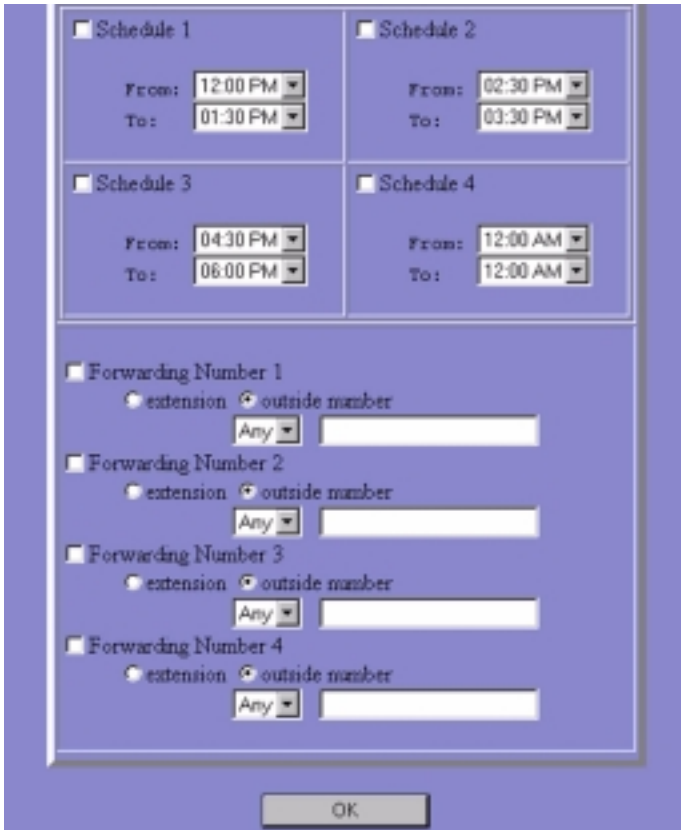 Schedule 1
From: 12:00 PM
To: 01:30 PM
Schedule 2
From: 02:30 PM
To: 03:30 PM
Schedule 3
From: 04:30 PM
To: 06:00 PM
Schedule 4
From: 12:00 AM
To: 12:00 AM
Forwarding Number 1
extension outside number
Any
Forwarding Number 2
extension outside number
Any
Forwarding Number 3
extension outside number
Any
Forwarding Number 4
extension outside number
Any
OK